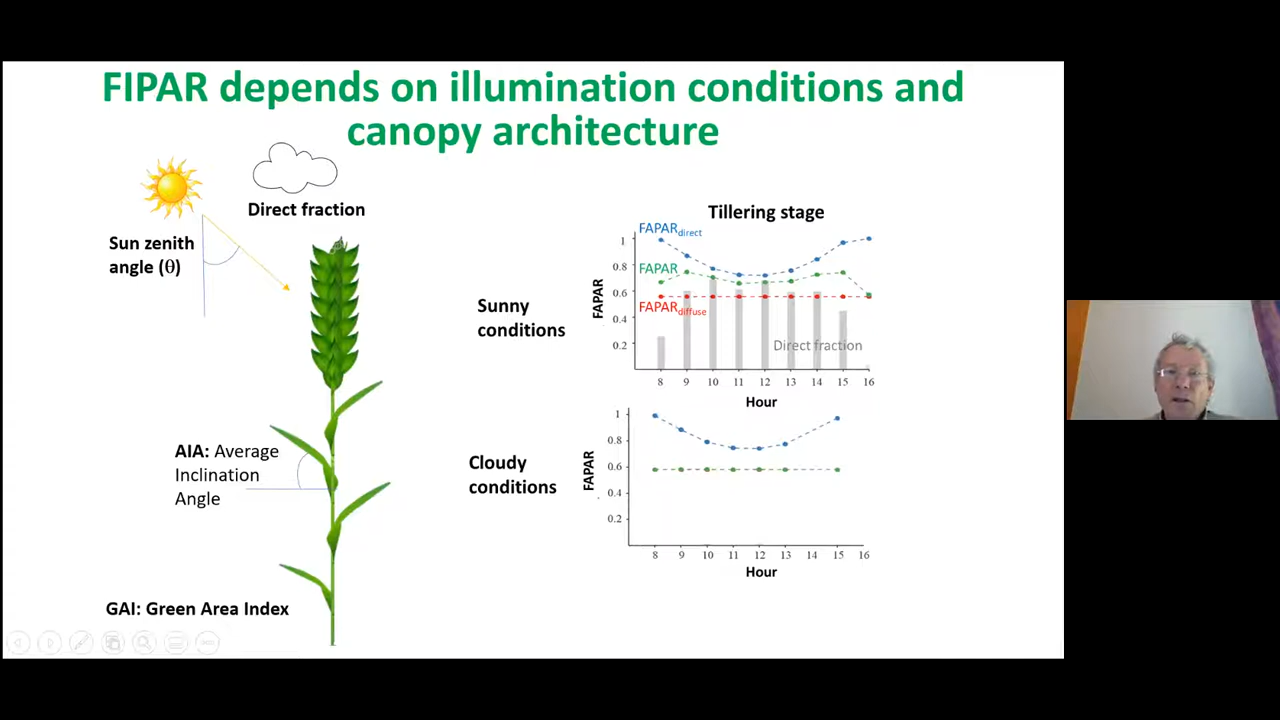 FIPAR depends on illumination conditions and
canopy architecture
Direct fraction
Sun zenith
angle (θ)
AIA: Average
Inclination
Angle
GAI: Green Area Index
Sunny
conditions
Tillering stage
FAPAR
1
0.8
0.6
0.4
0.2
FAPARdirect
FAPAR
FAPARdiffuse
Direct fraction
8 9 10 11 12 13 14 15 16
Hour
Cloudy
conditions
FAPAR
1
0.8
0.6
0.4
0.2
8 9 10 11 12 13 14 15 16
Hour